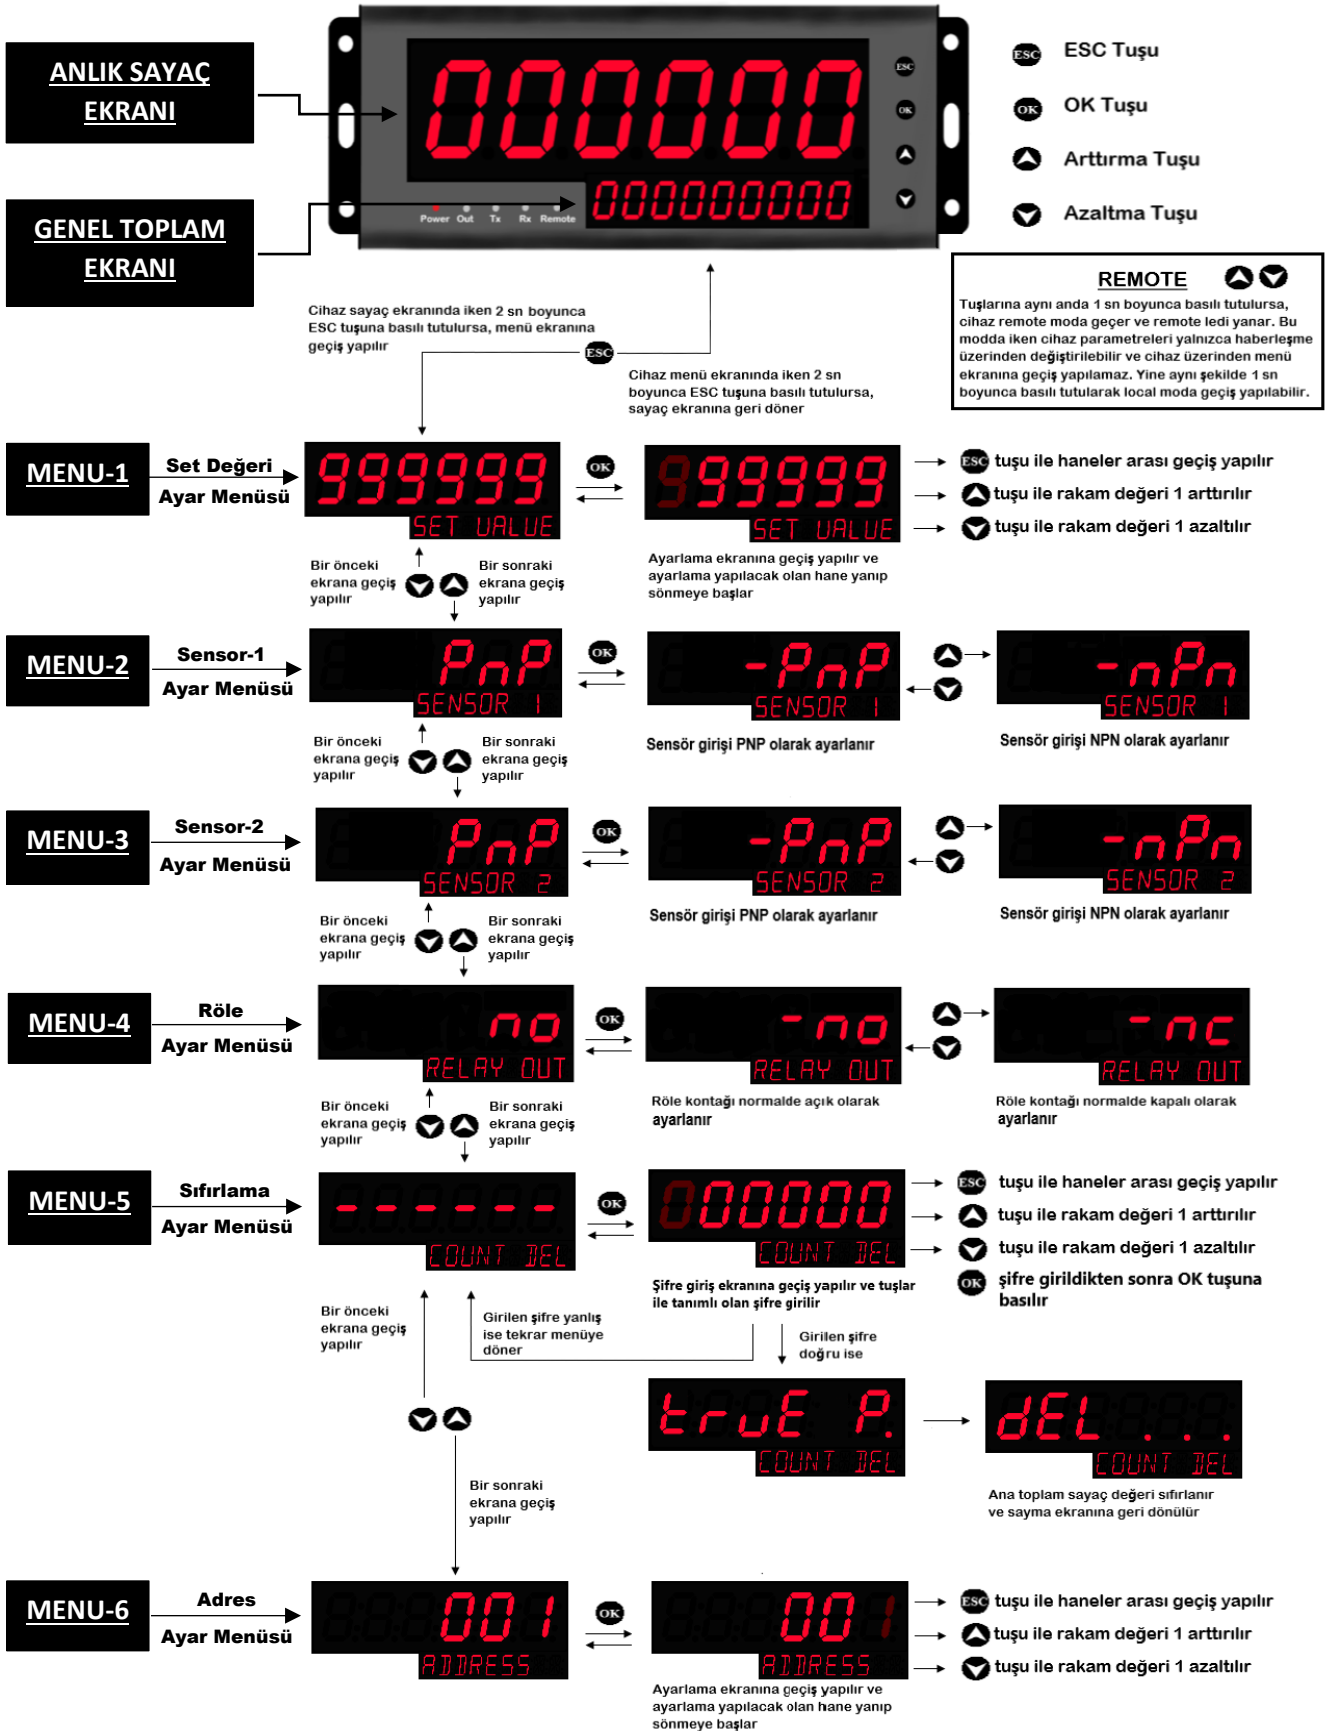 ANLIK SAYAÇ
EKRANI
GENEL TOPLAM
EKRANI
000000
000000000
Power Out Tx Rx Remote
ESC
OK
ESC ESC Tuşu
OK OK Tuşu
Arttırma Tuşu
Azaltma Tuşu
REMOTE
Tuşlarına aynı anda 1 sn boyunca basılı tutulursa,
cihaz remote moda geçer ve remote ledi yanar. Bu
modda iken cihaz parametreleri yalnızca haberleşme
üzerinden değiştirilebilir ve cihaz üzerinden menü
ekranına geçiş yapılamaz. Yine aynı şekilde 1 sn
boyunca basılı tutularak local moda geçiş yapılabilir.
Cihaz sayaç ekranında iken 2 sn boyunca
ESC tuşuna basılı tutulursa, menü ekranına
geçiş yapılır
ESC
Cihaz menü ekranında iken 2 sn
boyunca ESC tuşuna basılı tutulursa,
sayaç ekranına geri döner
MENU-1
Set Değeri
Ayar Menüsü
999999
SET VALUE
OK
999999
SET VALUE
ESC tuşu ile haneler arası geçiş yapılır
tuşu ile rakam değeri 1 arttırılır
tuşu ile rakam değeri 1 azaltılır
Ayarlama ekranına geçiş yapılır ve
ayarlama yapılacak olan hane yanıp
sönmeye başlar
Bir önceki
ekrana geçiş
yapılır
Bir sonraki
ekrana geçiş
yapılır
MENU-2
Sensor-1
Ayar Menüsü
PnP
SENSOR 1
OK
-PnP
SENSOR 1
-nPn
SENSOR 1
Sensör girişi PNP olarak ayarlanır
Sensör girişi NPN olarak ayarlanır
Bir önceki
ekrana geçiş
yapılır
Bir sonraki
ekrana geçiş
yapılır
MENU-3
Sensor-2
Ayar Menüsü
PnP
SENSOR 2
OK
-PnP
SENSOR 2
-nPn
SENSOR 2
Sensör girişi PNP olarak ayarlanır
Sensör girişi NPN olarak ayarlanır
Bir önceki
ekrana geçiş
yapılır
Bir sonraki
ekrana geçiş
yapılır
MENU-4
Röle
Ayar Menüsü
no
RELAY OUT
OK
-no
RELAY OUT
-nc
RELAY OUT
Röle kontağı normalde açık olarak
ayarlanır
Röle kontağı normalde kapalı olarak
ayarlanır
Bir önceki
ekrana geçiş
yapılır
Bir sonraki
ekrana geçiş
yapılır
MENU-5
Sıfırlama
Ayar Menüsü
------
COUNT DEL
OK
000000
COUNT DEL
ESC tuşu ile haneler arası geçiş yapılır
tuşu ile rakam değeri 1 arttırılır
tuşu ile rakam değeri 1 azaltılır
OK şifre girildikten sonra OK tuşuna
basılır
Şifre giriş ekranına geçiş yapılır ve tuşlar
ile tanımlı olan şifre girilir
Bir önceki
ekrana geçiş
yapılır
Girilen şifre yanlış
ise tekrar menüye
döner
Girilen şifre
doğru ise
truE P.
COUNT DEL
dEL . . .
COUNT DEL
Ana toplam sayaç değeri sıfırlanır
ve sayma ekranına geri dönülür
Bir sonraki
ekrana geçiş
yapılır
MENU-6
Adres
Ayar Menüsü
001
ADDRESS
OK
001
ADDRESS
ESC tuşu ile haneler arası geçiş yapılır
tuşu ile rakam değeri 1 arttırılır
tuşu ile rakam değeri 1 azaltılır
Ayarlama ekranına geçiş yapılır ve
ayarlama yapılacak olan hane yanıp
sönmeye başlar